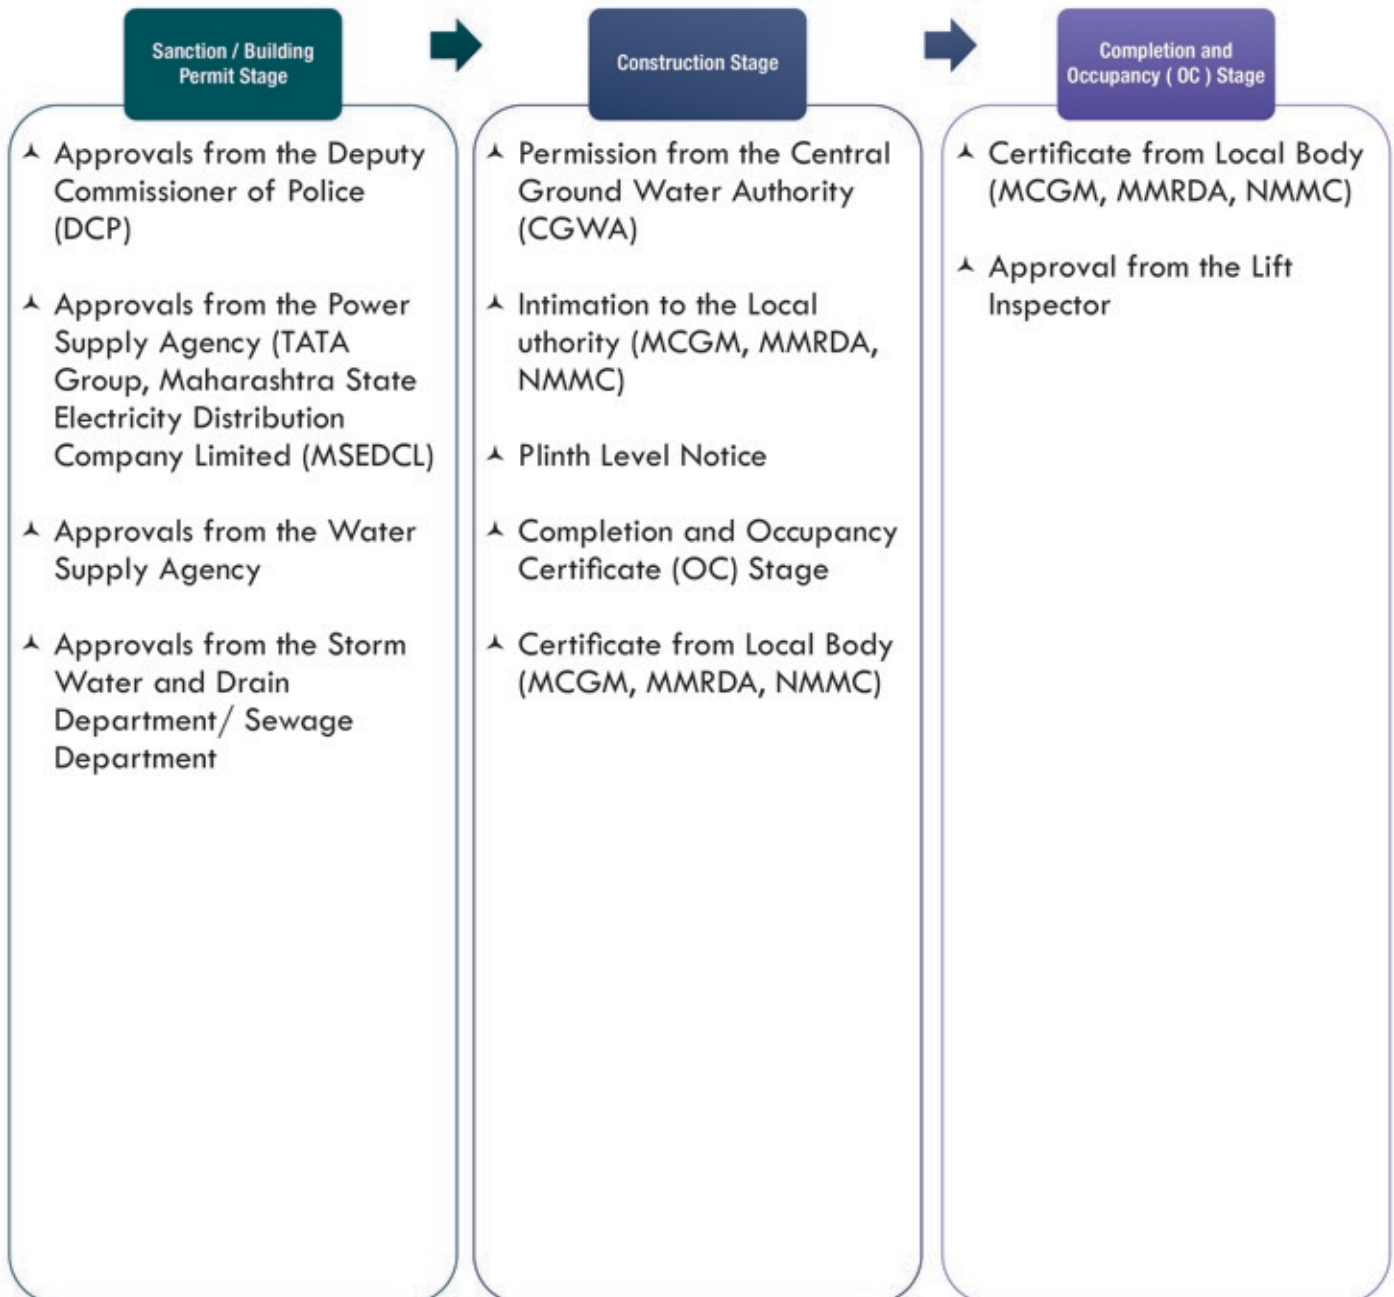 Sanction / Building
Permit Stage
Approvals from the Deputy
Commissioner of Police
(DCP)
Approvals from the Power
Supply Agency (TATA
Group, Maharashtra State
Electricity Distribution
Company Limited (MSEDCL)
Approvals from the Water
Supply Agency
Approvals from the Storm
Water and Drain
Department/ Sewage
Department
Construction Stage
Permission from the Central
Ground Water Authority
(CGWA)
Intimation to the Local
uthority (MCGM, MMRDA,
NMMC)
Plinth Level Notice
Completion and Occupancy
Certificate (OC) Stage
Certificate from Local Body
(MCGM, MMRDA, NMMC)
Completion and
Occupancy ( OC ) Stage
Certificate from Local Body
(MCGM, MMRDA, NMMC)
Approval from the Lift
Inspector